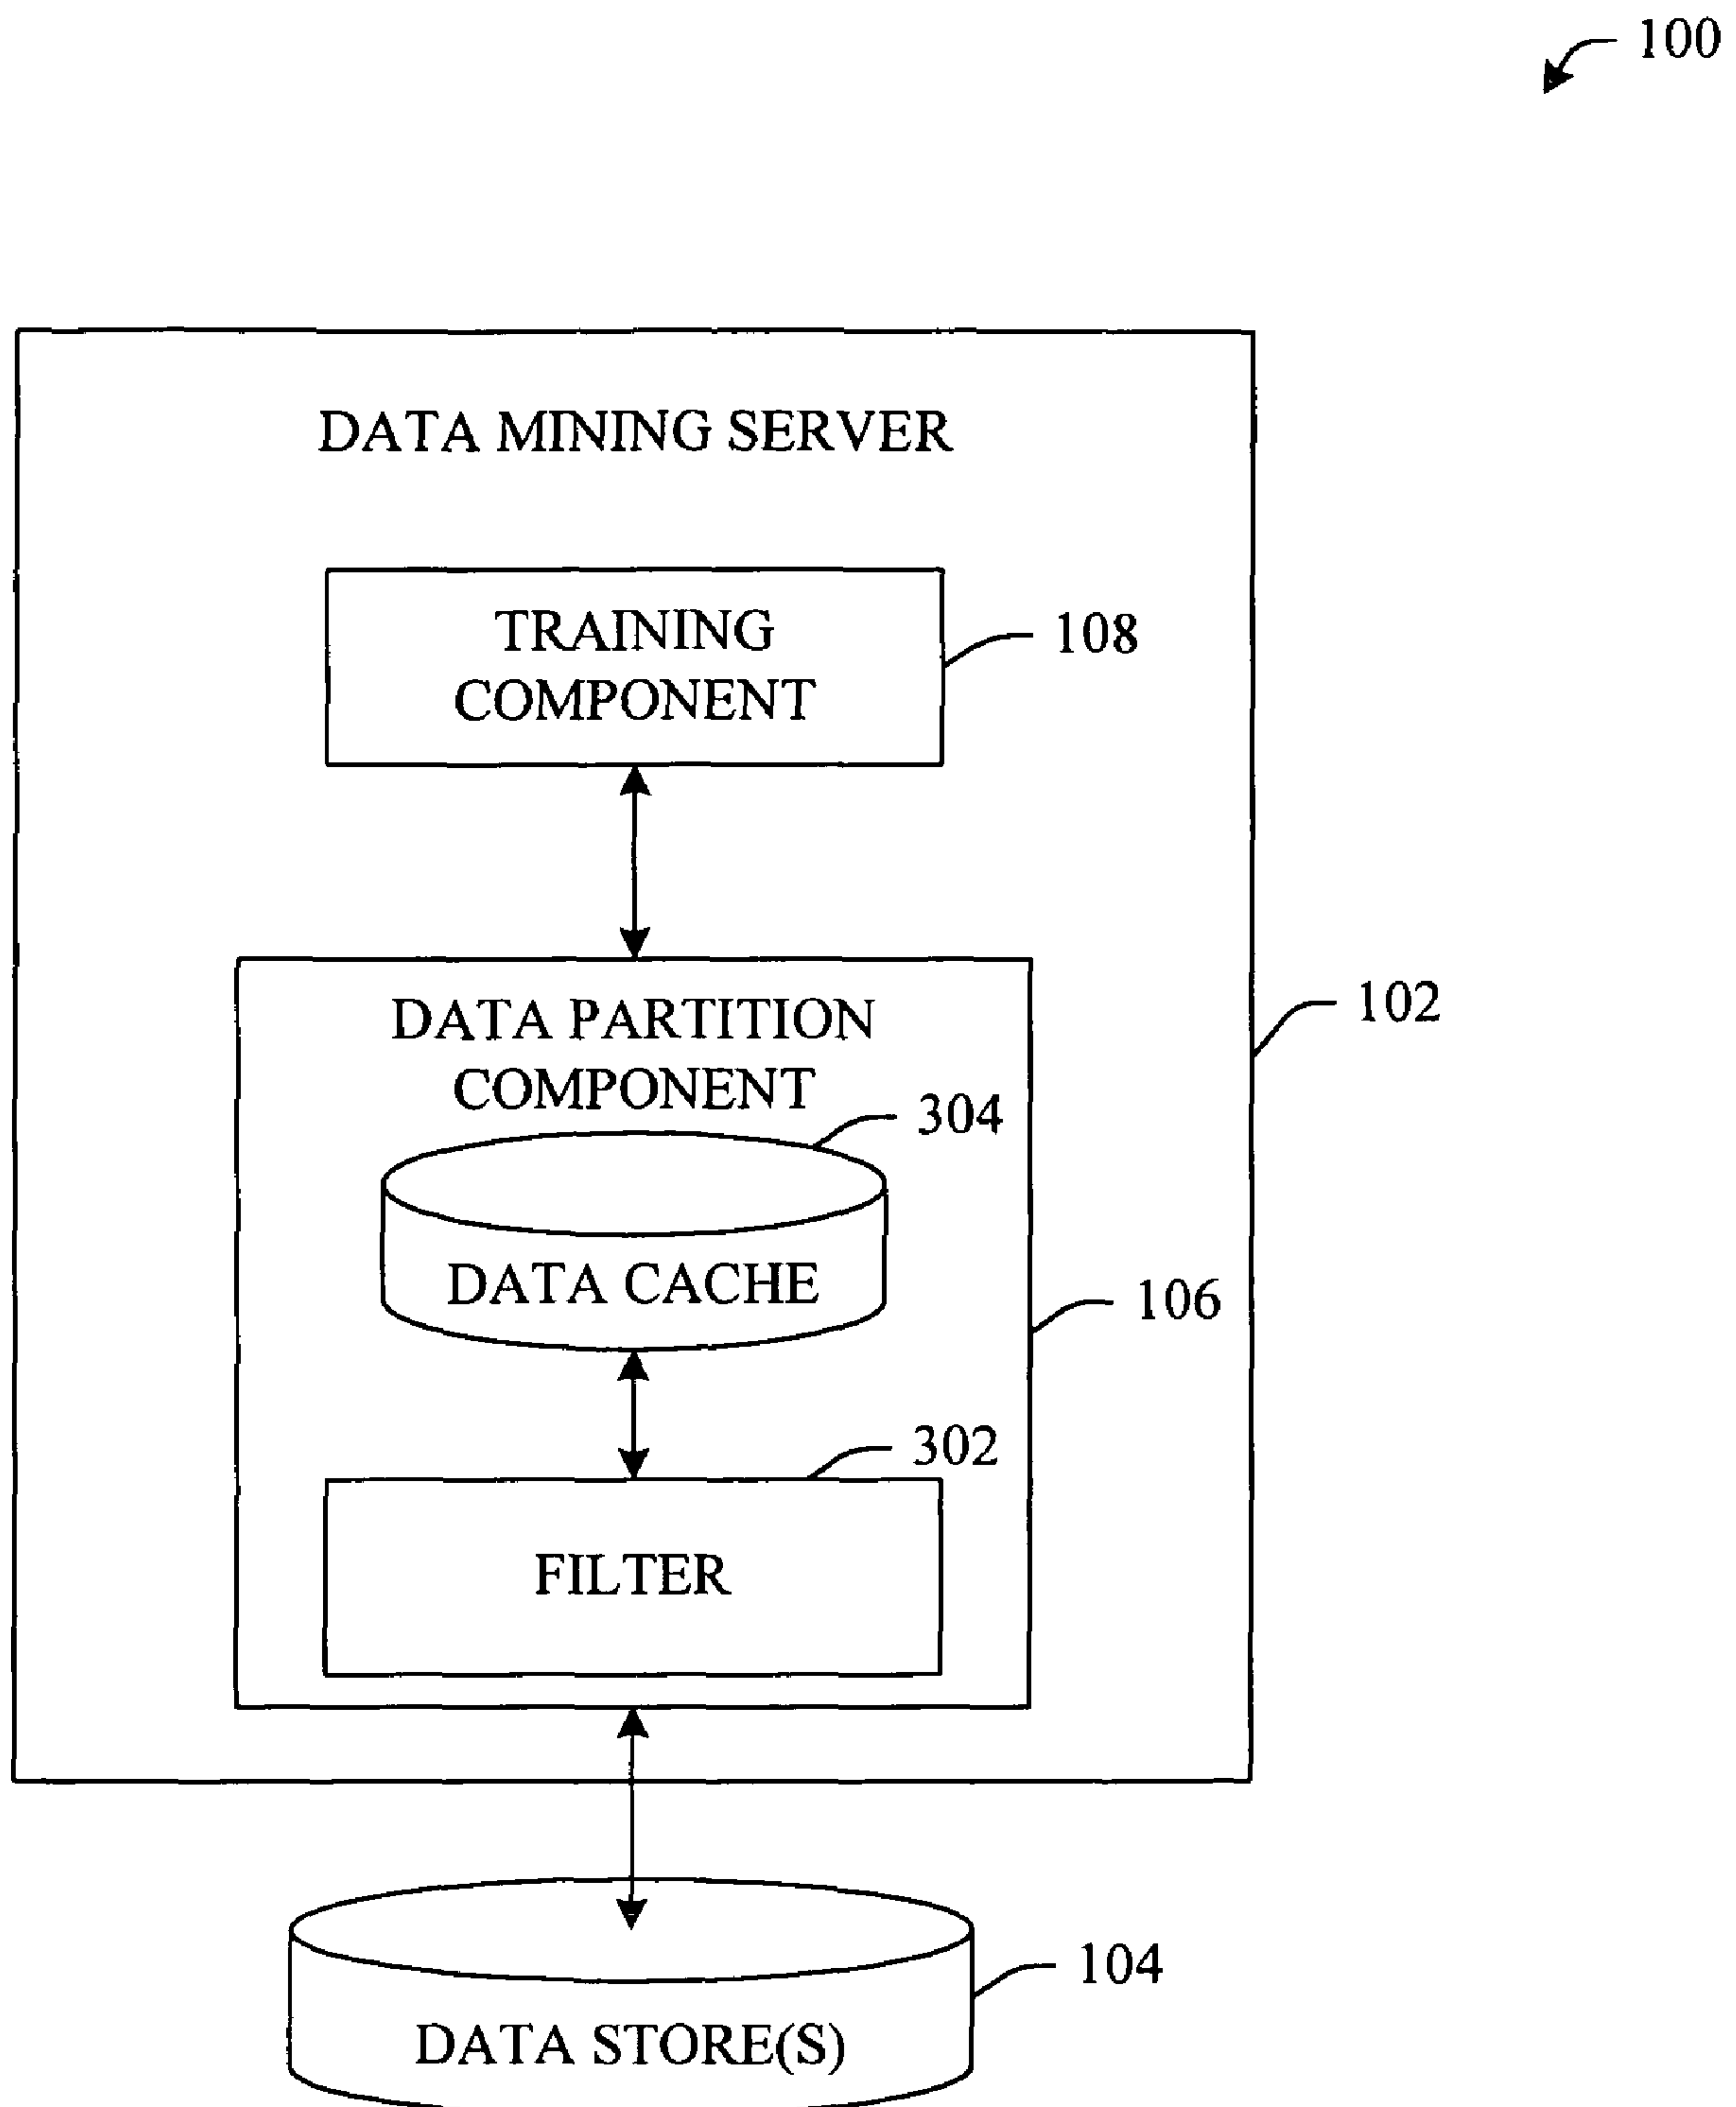 100
DATA MINING SERVER
TRAINING
COMPONENT
108
102
DATA PARTITION
COMPONENT
304
DATA CACHE
106
302
FILTER
104
DATA STORE(S)